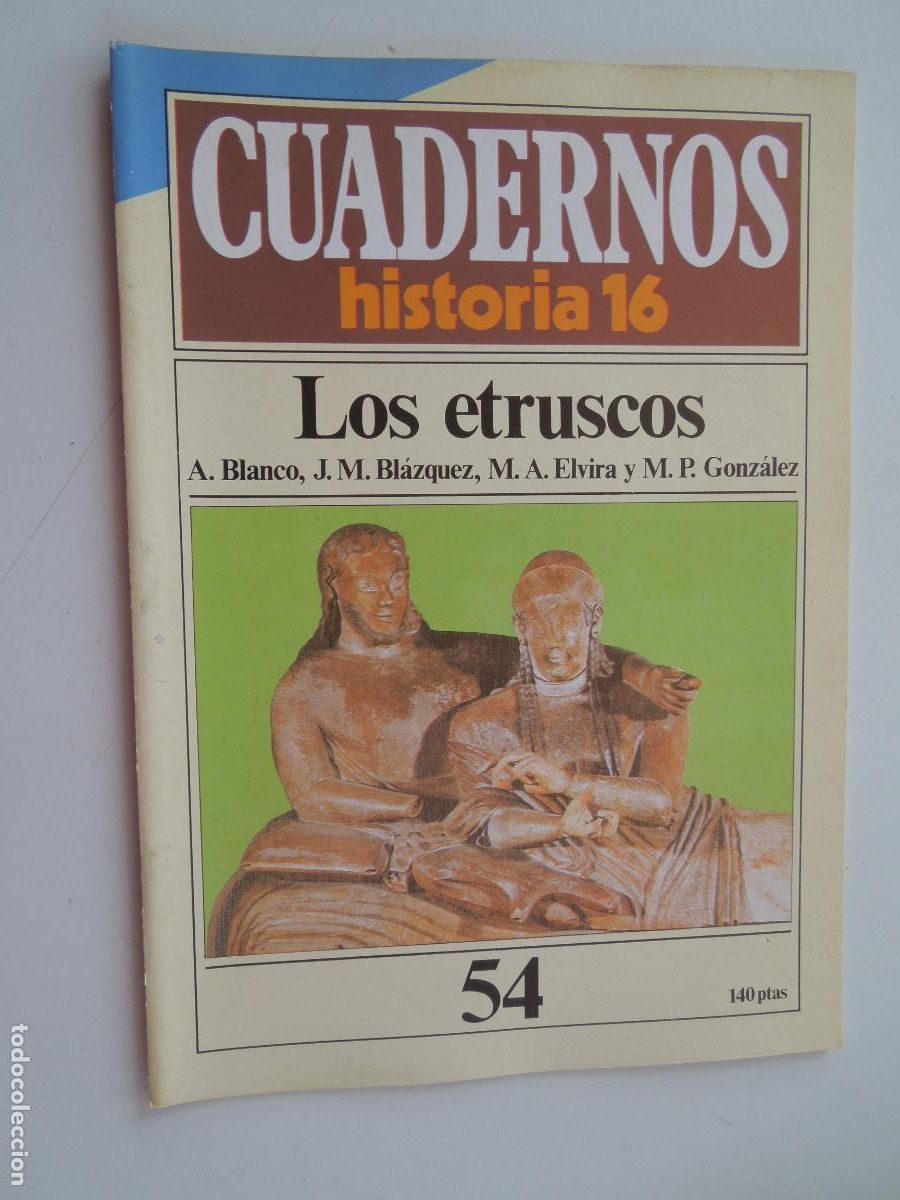 CUADERNOS
historia 16
Los etruscos
A. Blanco, J. M. Blázquez, M. A. Elvira y M. P. González
54
140 ptas
todocoleccion